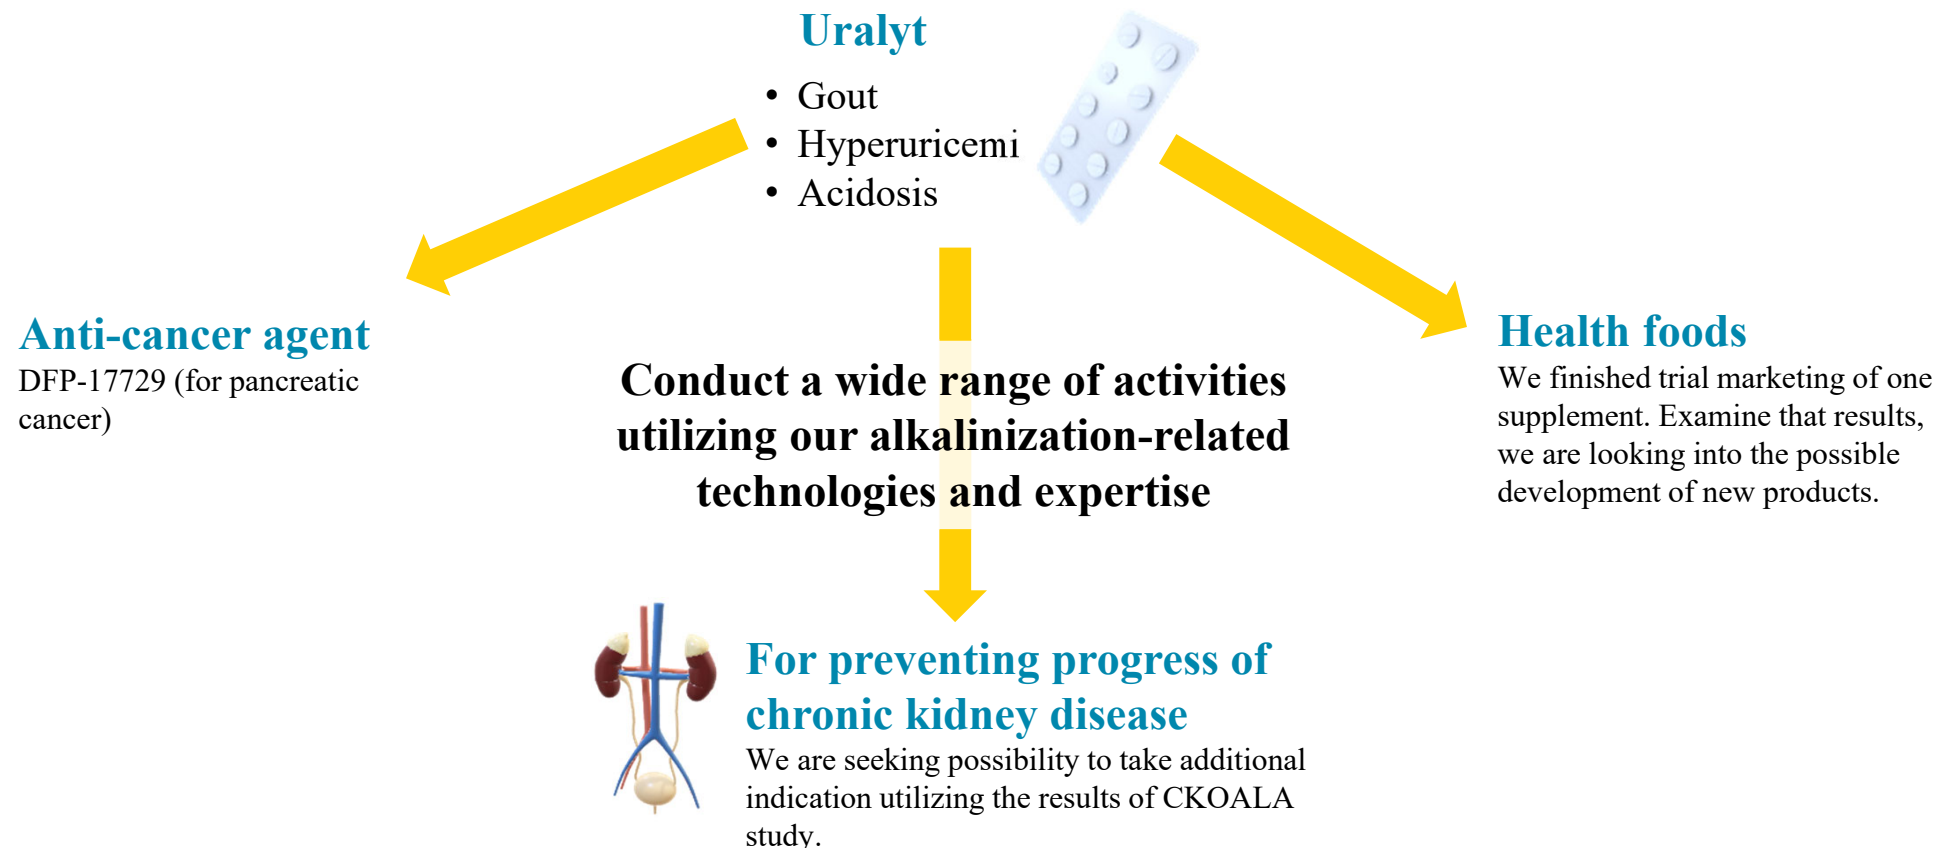 Uralyt
• Gout
• Hyperuricemi
• Acidosis
Anti-cancer agent
DFP-17729 (for pancreatic
cancer)
Conduct a wide range of activities
utilizing our alkalinization-related
technologies and expertise
Health foods
We finished trial marketing of one
supplement. Examine that results,
we are looking into the possible
development of new products.
For preventing progress of
chronic kidney disease
We are seeking possibility to take additional
indication utilizing the results of CKOALA
study.